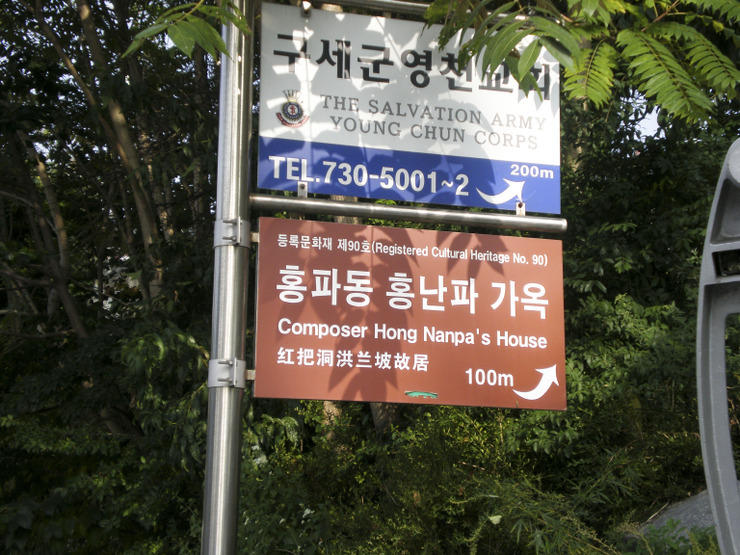 구세군영천교회
THE SALVATION ARMY
YOUNG CHUN CORPS
TEL.730-5001~2
200m
등록문화재 제90호(Registered Cultural Heritage No. 90)
홍파동 홍난파 가옥
Composer Hong Nanpa's House
红把洞洪兰坡故居
100m